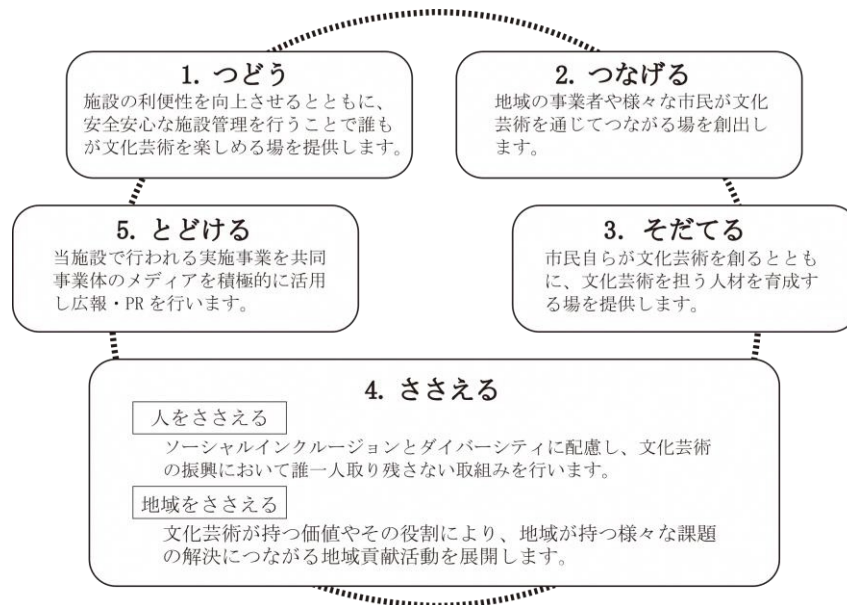 1. つどう
施設の利便性を向上させるとともに、
安全安心な施設管理を行うことで誰も
が文化芸術を楽しめる場を提供します。
2. つなげる
地域の事業者や様々な市民が文化
芸術を通じてつながる場を創出し
ます。
5. とどける
当施設で行われる実施事業を共同
事業体のメディアを積極的に活用
し広報・PR を行います。
3. そだてる
市民自らが文化芸術を創るととも
に、文化芸術を担う人材を育成す
る場を提供します。
4. ささえる
人をささえる
ソーシャルインクルージョンとダイバーシティに配慮し、文化芸術
の振興において誰一人取り残さない取組みを行います。
地域をささえる
文化芸術が持つ価値やその役割により、地域が持つ様々な課題
の解決につながる地域貢献活動を展開します。